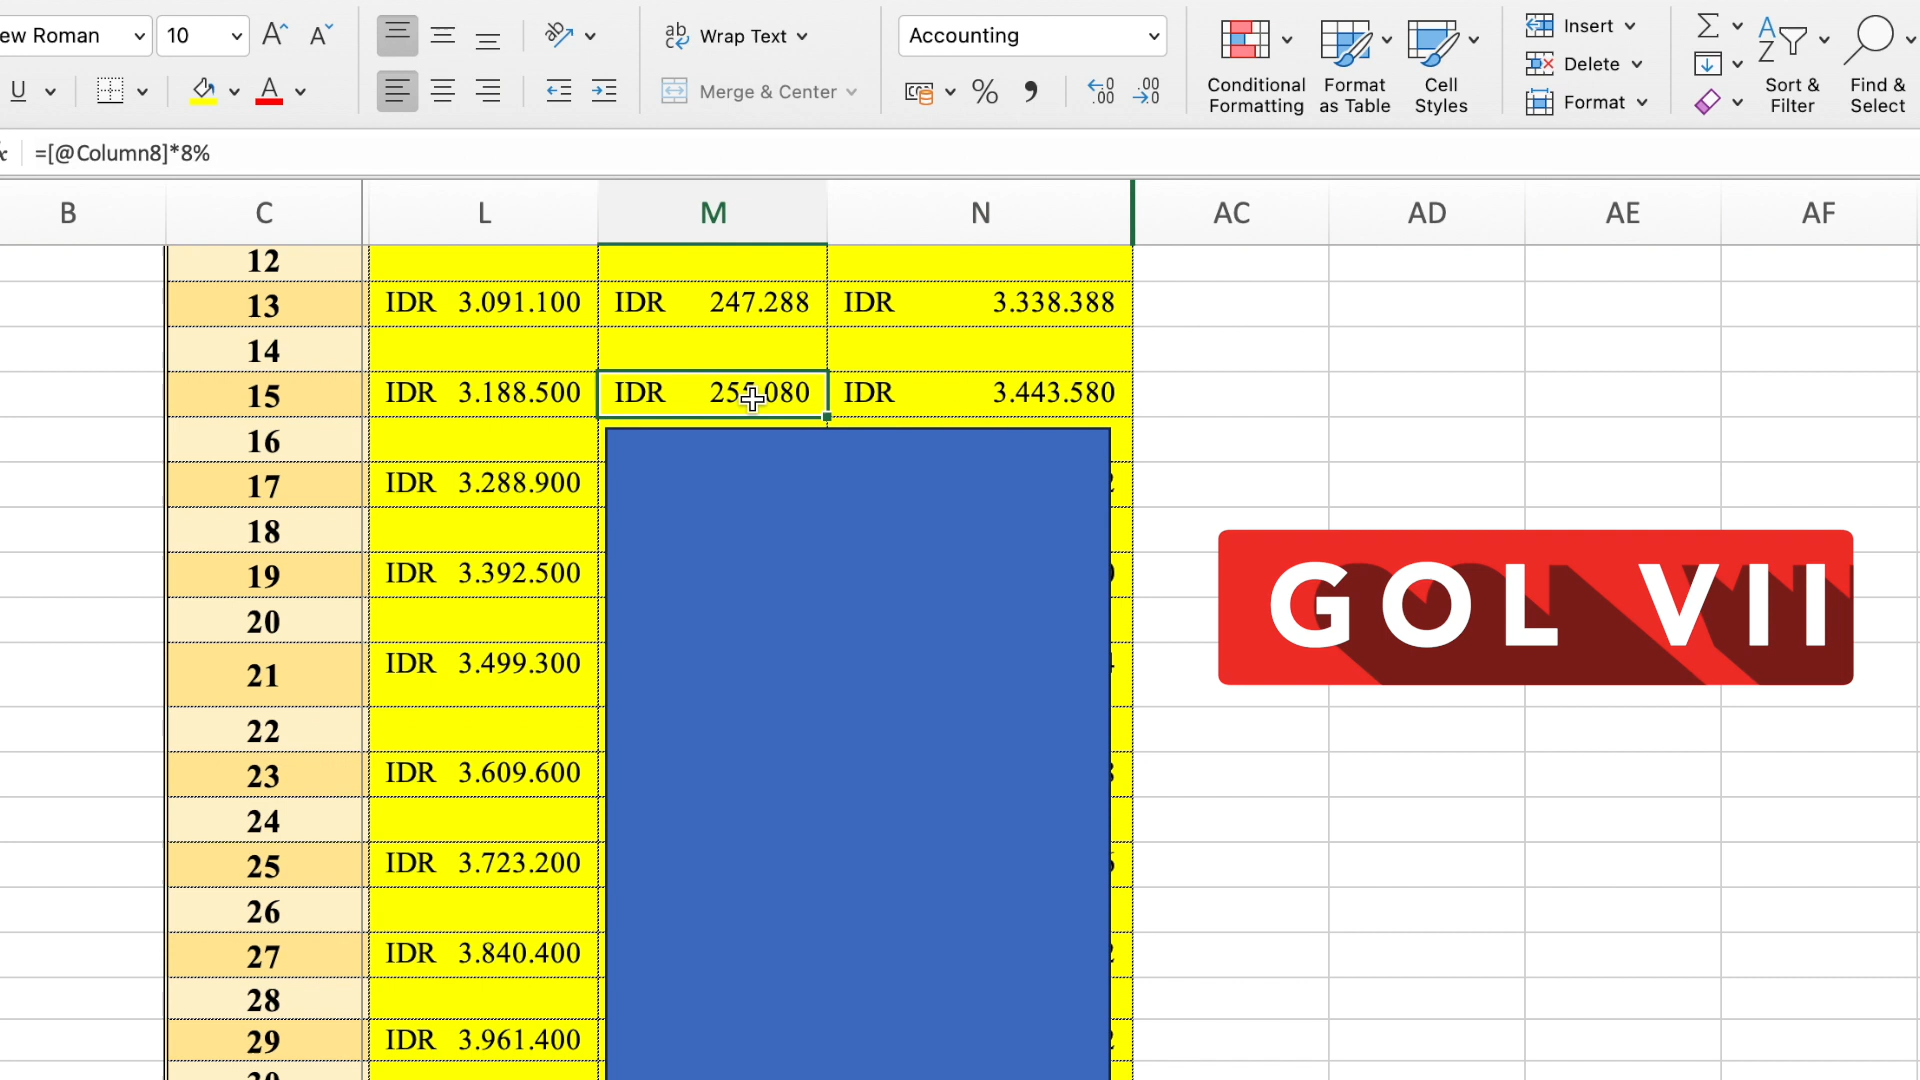 ew Roman 10 A A ab Wrap Text Accounting Insert
Delete
U A Merge & Center % , .00 .00 Conditional Formatting Format as Table Cell Styles Format Sort & Filter Find & Select
=[@Column8]*8%
B C L M N AC AD AE AF
12
13 IDR 3.091.100 IDR 247.288 IDR 3.338.388
14
15 IDR 3.188.500 IDR 255.080 IDR 3.443.580
16
17 IDR 3.288.900
18
19 IDR 3.392.500
20
21 IDR 3.499.300
22
23 IDR 3.609.600
24
25 IDR 3.723.200
26
27 IDR 3.840.400
28
29 IDR 3.961.400
GOL VII